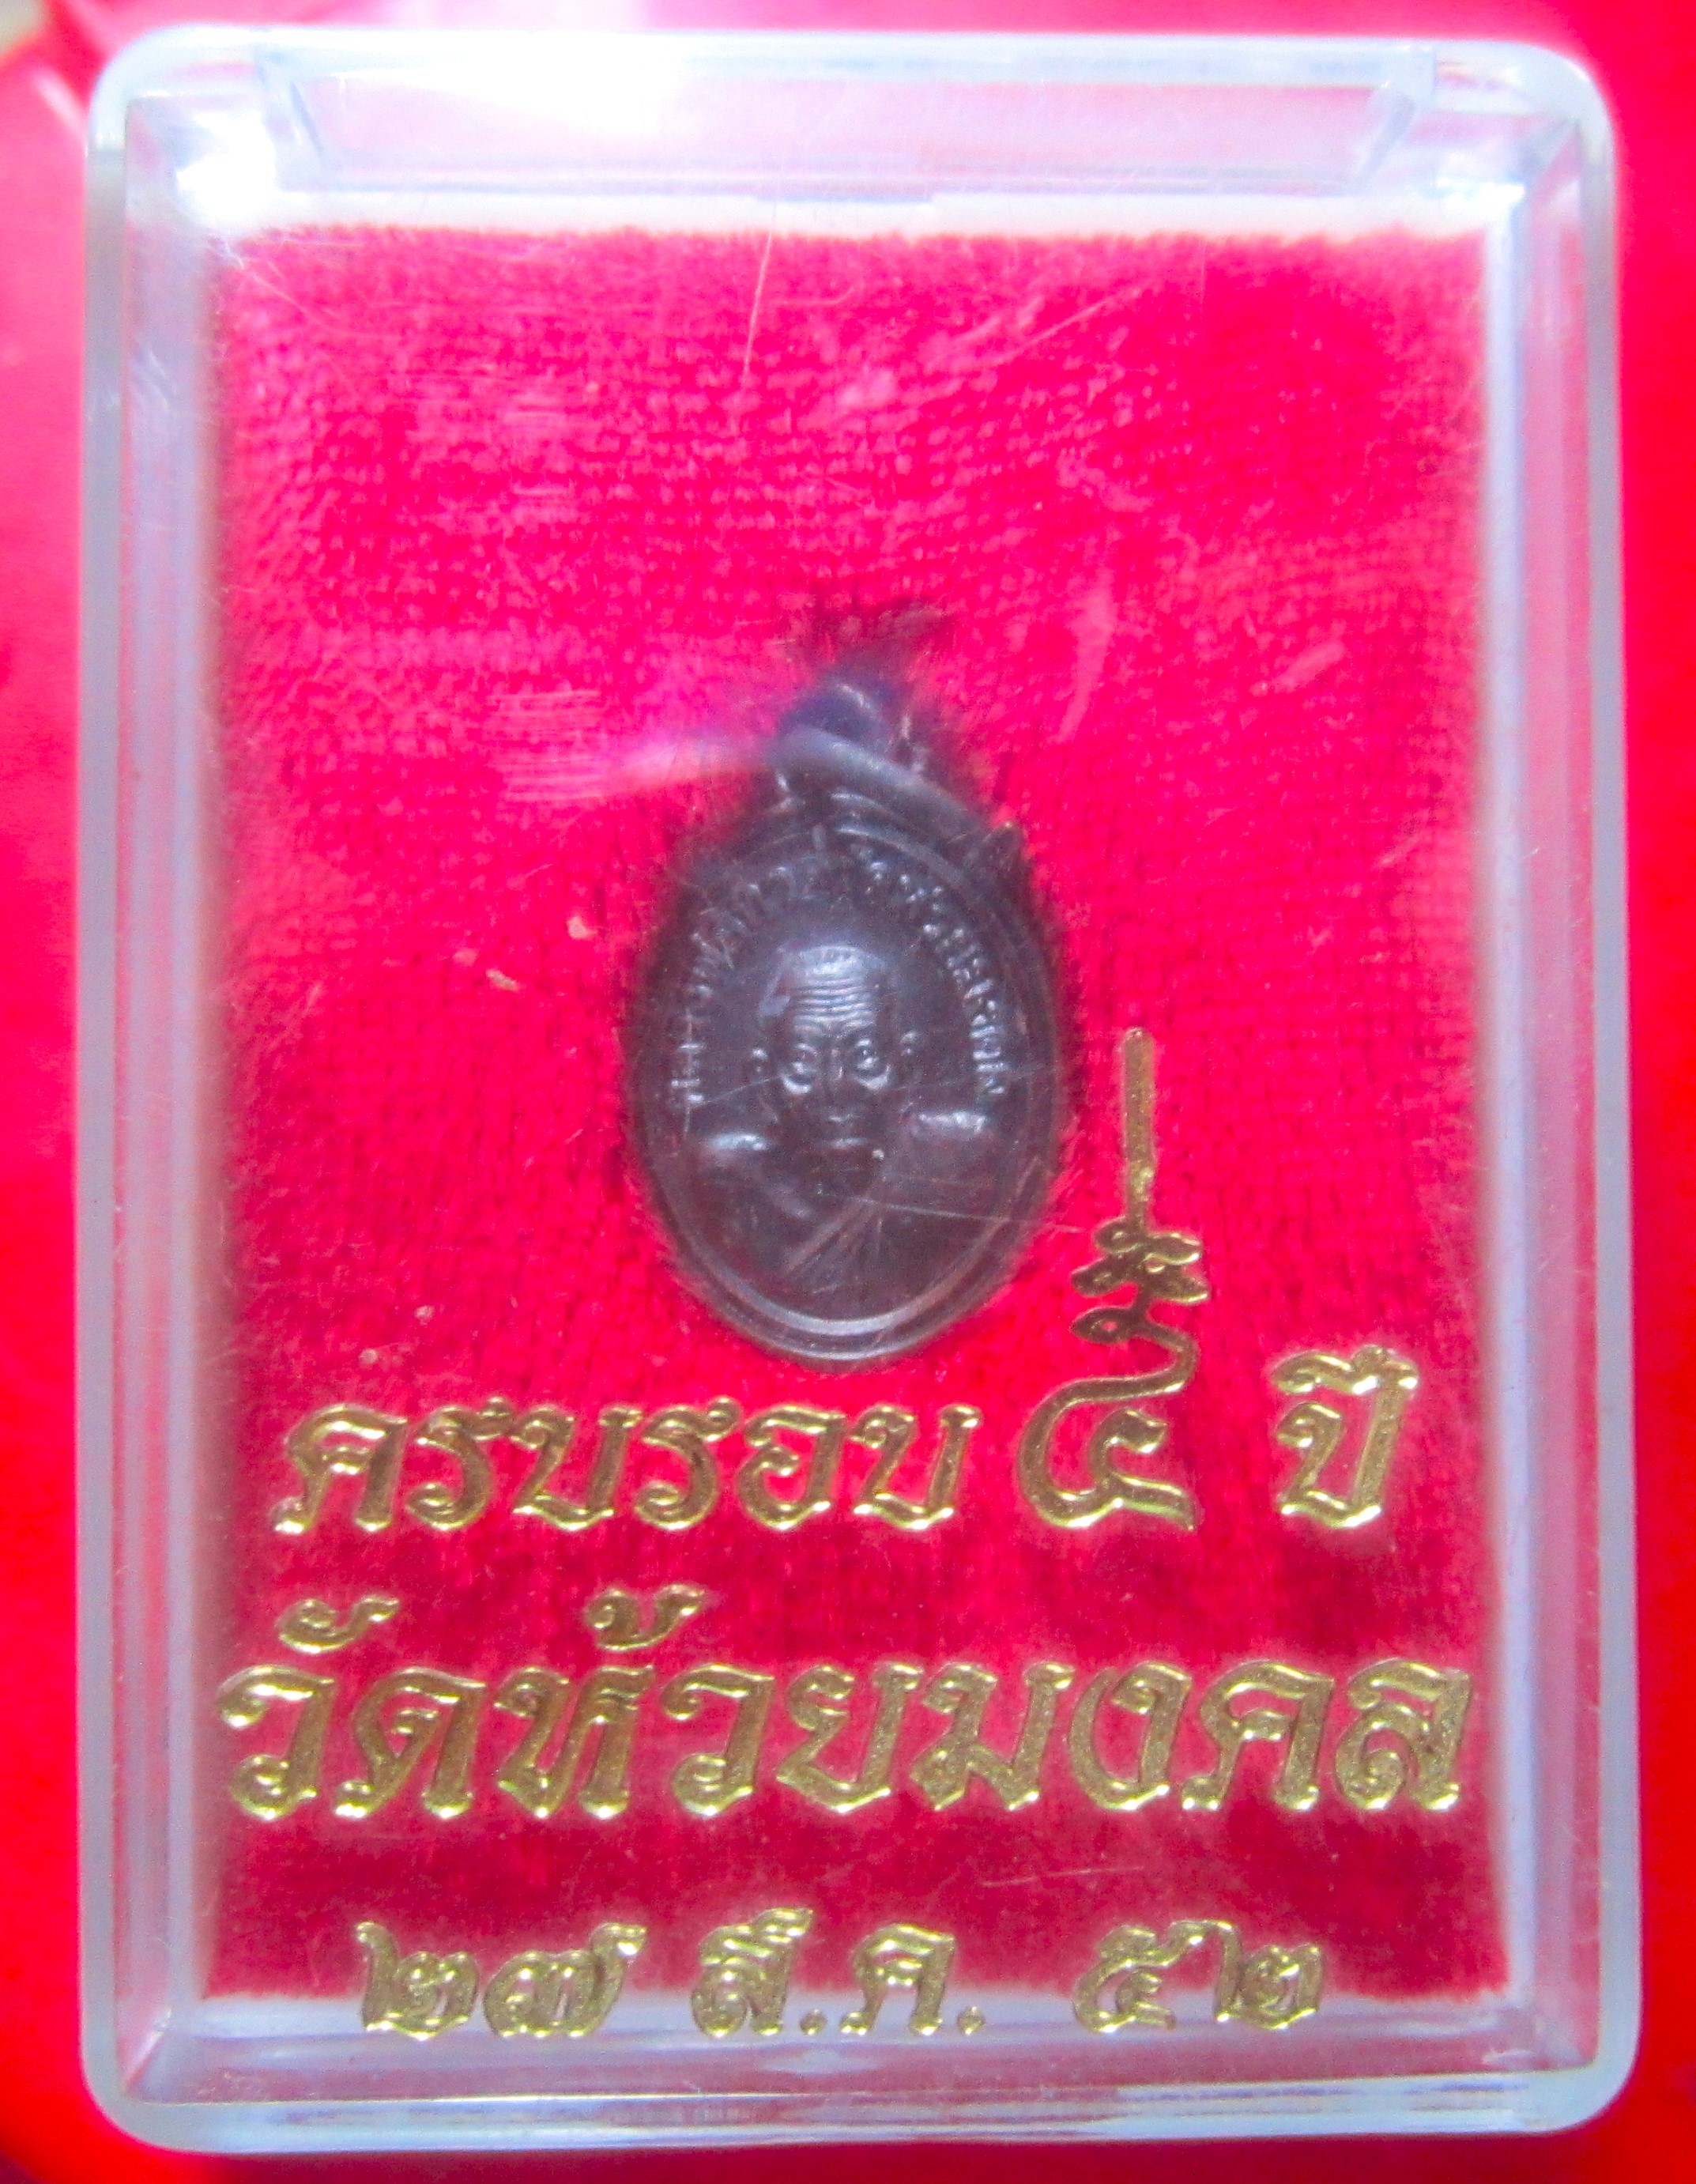 ครบรอบ ๕ ปี
วัดห้วยมงคล
๒๗ ส.ค. ๕๒